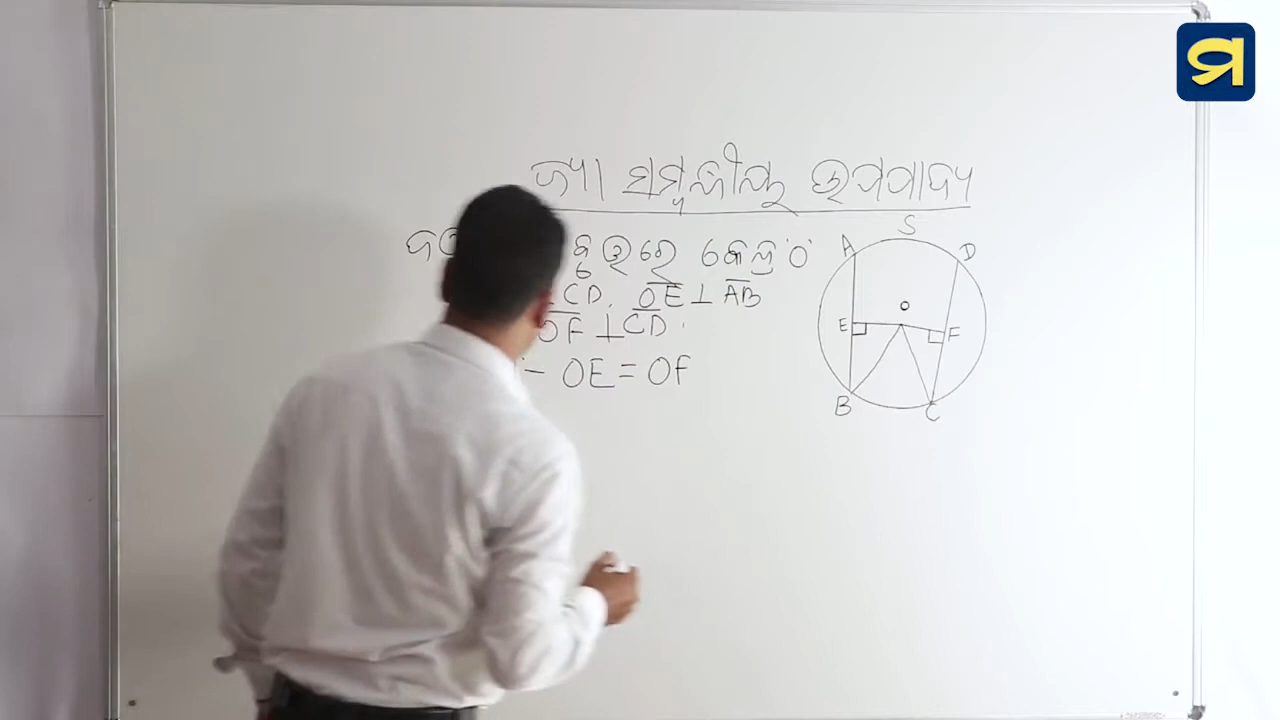 ଜ୍ୟା ସମ୍ବନ୍ଧୀୟ ଉପପାଦ୍ୟ
ବୃତ୍ତରେ କେନ୍ଦ୍ର O
CD, OE ⊥ AB
OF ⊥ CD.
:- OE = OF
S
A D
O
E F
B C